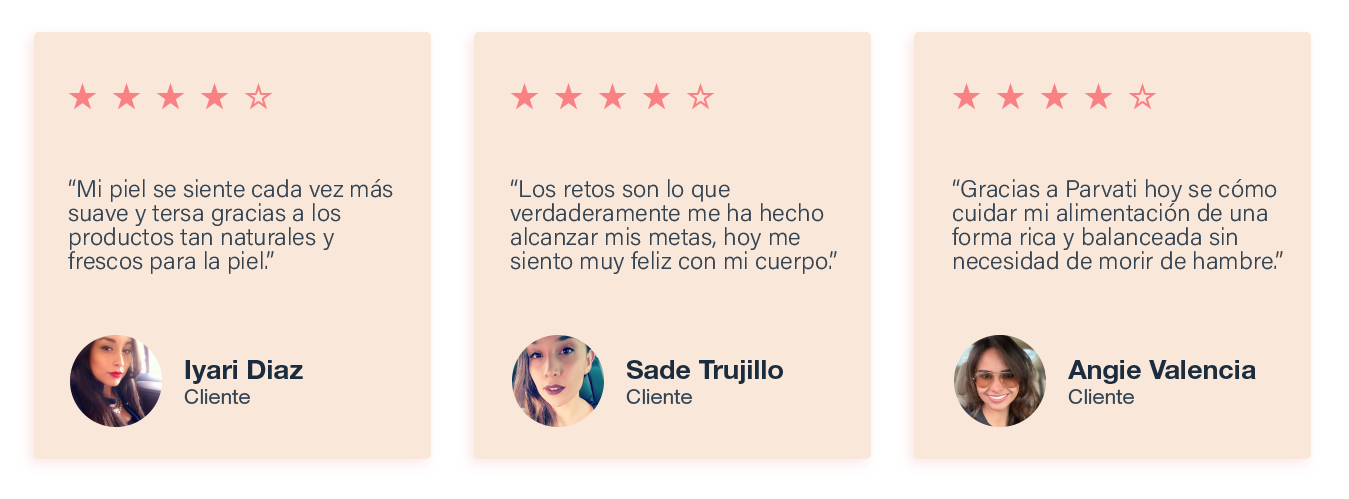 “Mi piel se siente cada vez más
suave y tersa gracias a los
productos tan naturales y
frescos para la piel.”
Iyari Diaz
Cliente
“Los retos son lo que
verdaderamente me ha hecho
alcanzar mis metas, hoy me
siento muy feliz con mi cuerpo.”
Sade Trujillo
Cliente
“Gracias a Parvati hoy se cómo
cuidar mi alimentación de una
forma rica y balanceada sin
necesidad de morir de hambre.”
Angie Valencia
Cliente